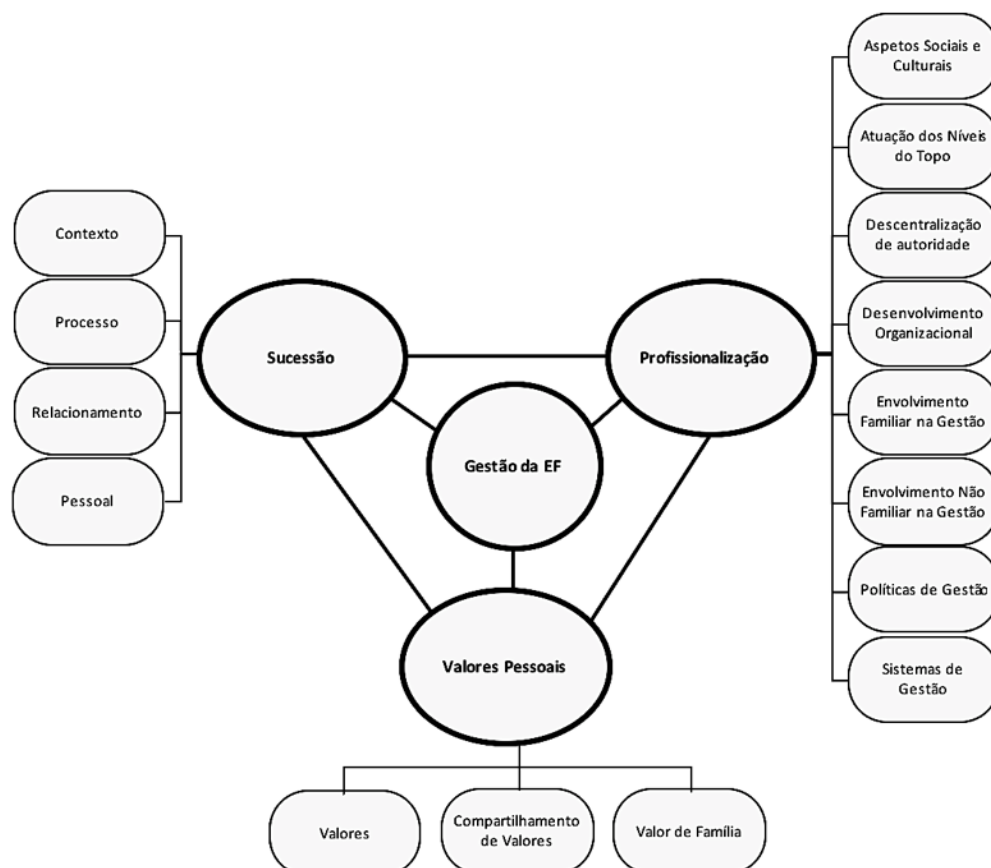 Aspetos Sociais e
Culturais
Atuação dos Níveis
do Topo
Descentralização
de autoridade
Desenvolvimento
Organizacional
Envolvimento
Familiar na Gestão
Envolvimento Não
Familiar na Gestão
Políticas de Gestão
Sistemas de
Gestão
Contexto
Processo
Relacionamento
Pessoal
Sucessão
Profissionalização
Gestão da EF
Valores Pessoais
Valores
Compartilhamento
de Valores
Valor de Família